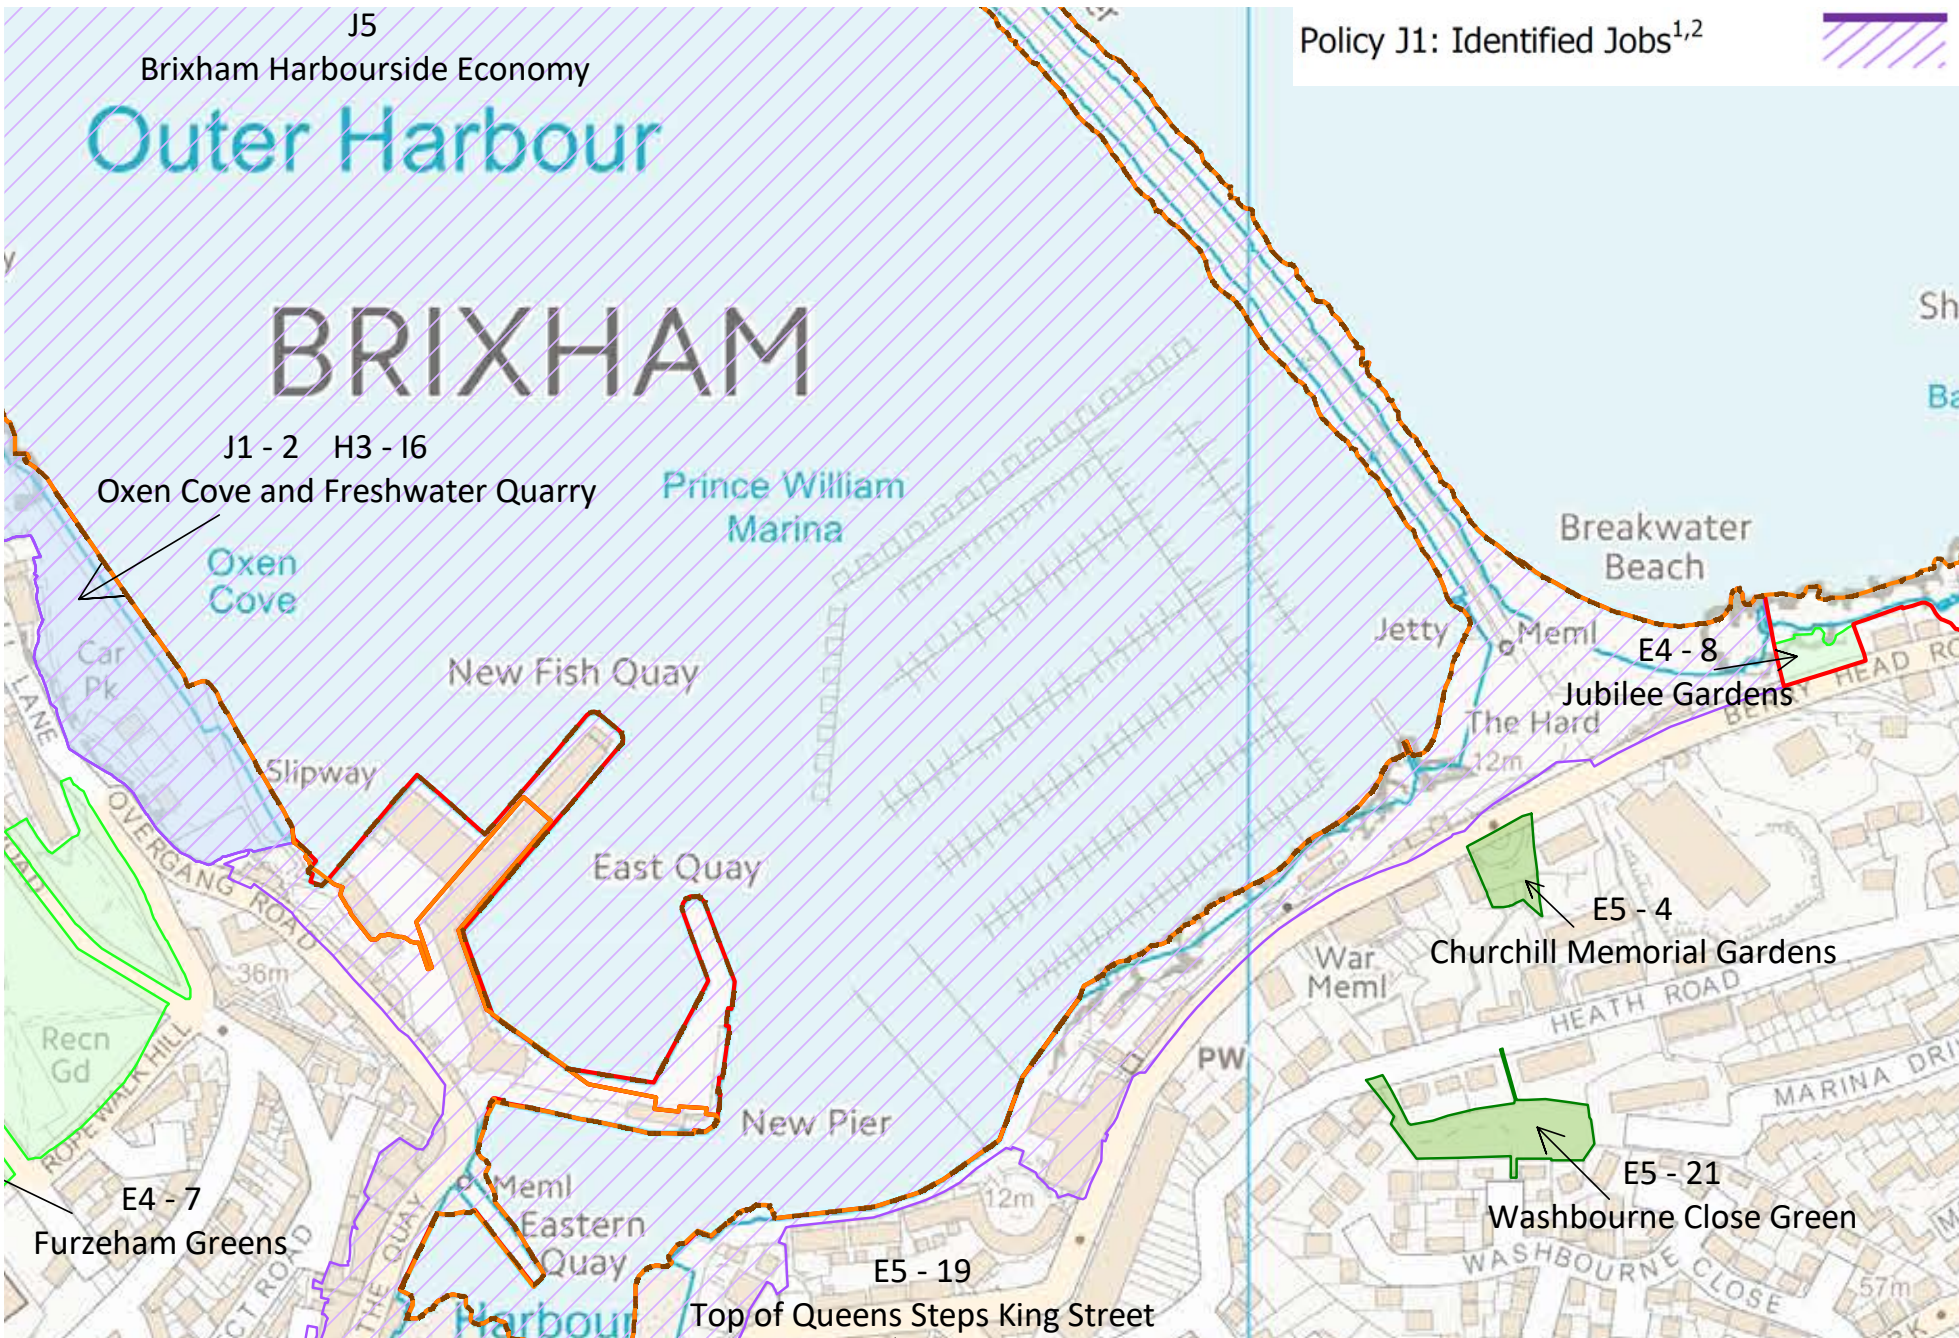 J5
Brixham Harbourside Economy
Policy J1: Identified Jobs1,2
Outer Harbour
BRIXHAM
J1 - 2 H3 - I6
Oxen Cove and Freshwater Quarry
Prince William
Marina
Oxen
Cove
Breakwater
Beach
Jetty
Meml
E4 - 8
Jubilee Gardens
Car
Pk
LANE
New Fish Quay
The Hard
12m
Slipway
OVERGANG ROAD
East Quay
E5 - 4
Churchill Memorial Gardens
War
Meml
36m
HEATH ROAD
Recn
Gd
ROPEWALK HILL
PW
MARINA DRI
New Pier
E5 - 21
Washbourne Close Green
E4 - 7
Furzeham Greens
Meml
Eastern
Quay
12m
THE QUAY
WASHBOURNE CLOSE
57m
E5 - 19
Top of Queens Steps King Street
Harbour